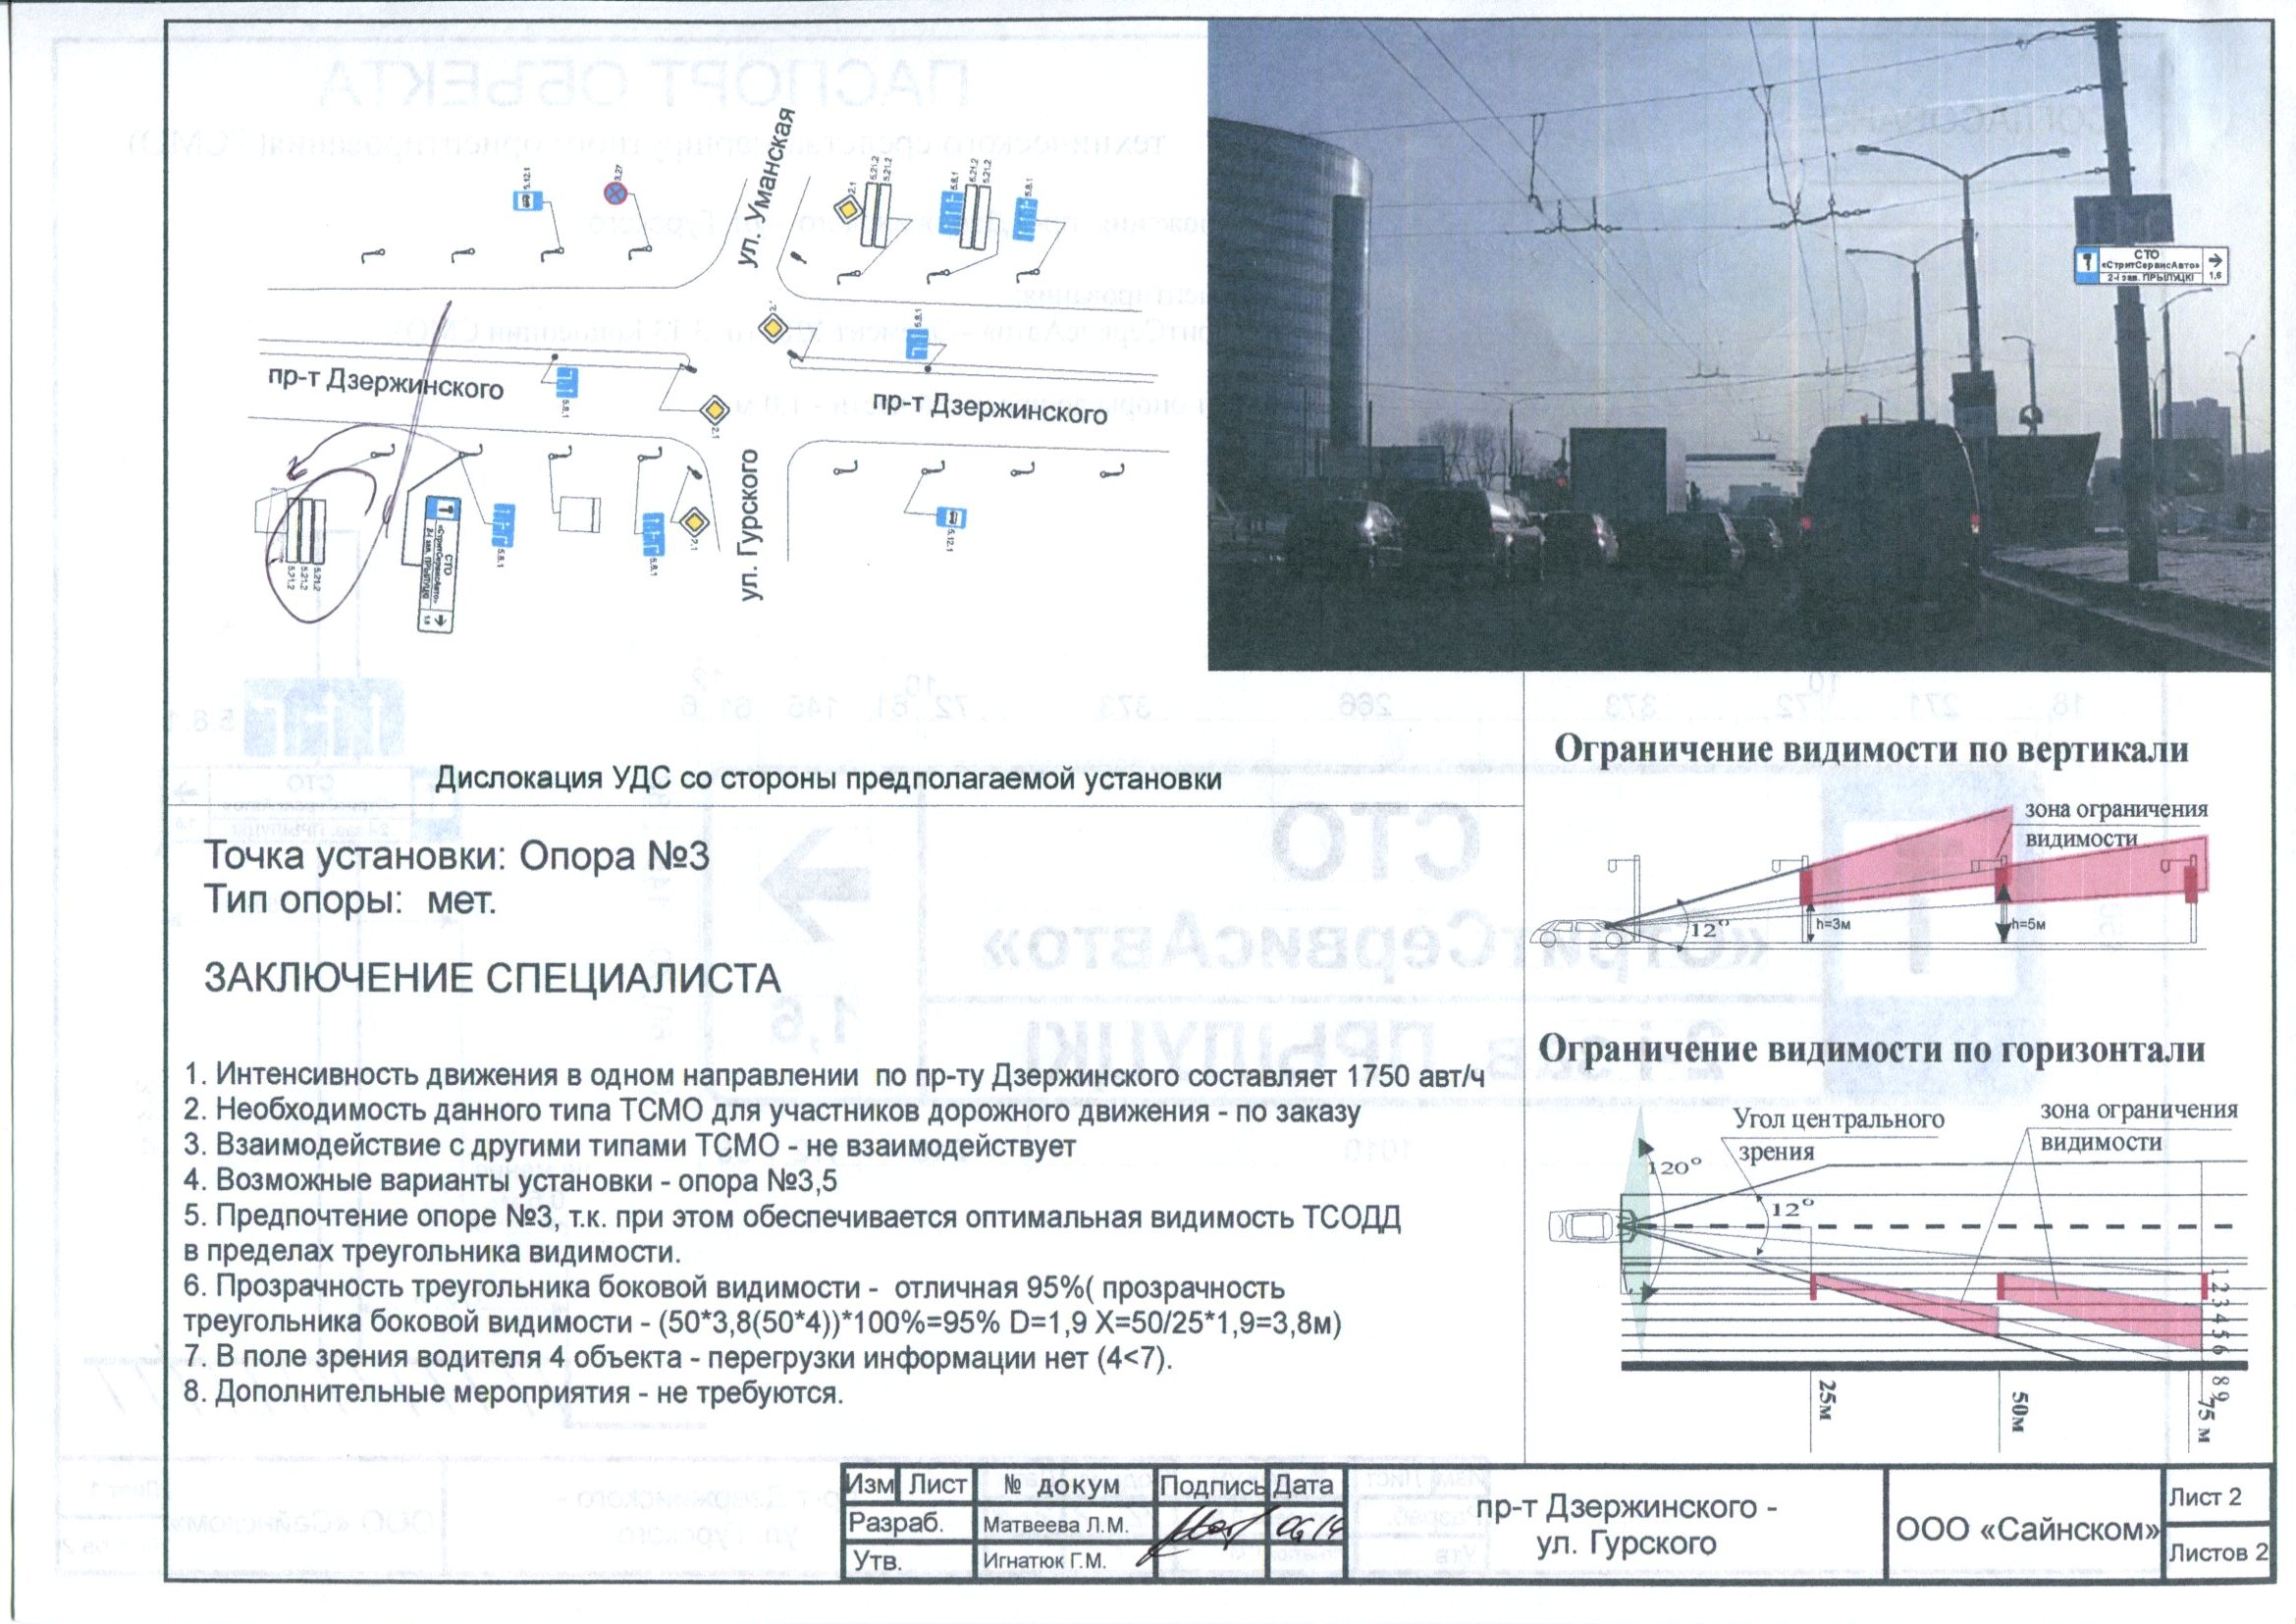 ул. Уманская
5.12.1
3.27
2.1
5.21.2
5.21.2
5.8.1
5.21.2
5.21.2
5.8.1
2.1
5.8.1
пр-т Дзержинского
5.8.1
2.1
пр-т Дзержинского
ул. Гурского
5.21.2
5.21.2
5.21.2
СТО
«СтритСервисАвто»
2-і зав. ПРЫЛУЦКІ
1,6
5.8.1
5.8.1
2.1
5.12.1
СТО
«СтритСервисАвто»
2-і зав. ПРЫЛУЦКІ
1,6
Дислокация УДС со стороны предполагаемой установки
Точка установки: Опора №3
Тип опоры: мет.
ЗАКЛЮЧЕНИЕ СПЕЦИАЛИСТА
1. Интенсивность движения в одном направлении по пр-ту Дзержинского составляет 1750 авт/ч
2. Необходимость данного типа ТСМО для участников дорожного движения - по заказу
3. Взаимодействие с другими типами ТСМО - не взаимодействует
4. Возможные варианты установки - опора №3,5
5. Предпочтение опоре №3, т.к. при этом обеспечивается оптимальная видимость ТСОДД
в пределах треугольника видимости.
6. Прозрачность треугольника боковой видимости - отличная 95%( прозрачность
треугольника боковой видимости - (50*3,8(50*4))*100%=95% D=1,9 X=50/25*1,9=3,8м)
7. В поле зрения водителя 4 объекта - перегрузки информации нет (4<7).
8. Дополнительные мероприятия - не требуются.
Ограничение видимости по вертикали
зона ограничения
видимости
12°
h=3м
h=5м
Ограничение видимости по горизонтали
Угол центрального
зрения
зона ограничения
видимости
120°
12°
1 2 3 4 5 6 8 9
25м
50м
75 м
Изм Лист № докум Подпись Дата
Разраб. Матвеева Л.М.
Утв. Игнатюк Г.М.
пр-т Дзержинского -
ул. Гурского
ООО «Сайнском»
Лист 2
Листов 2